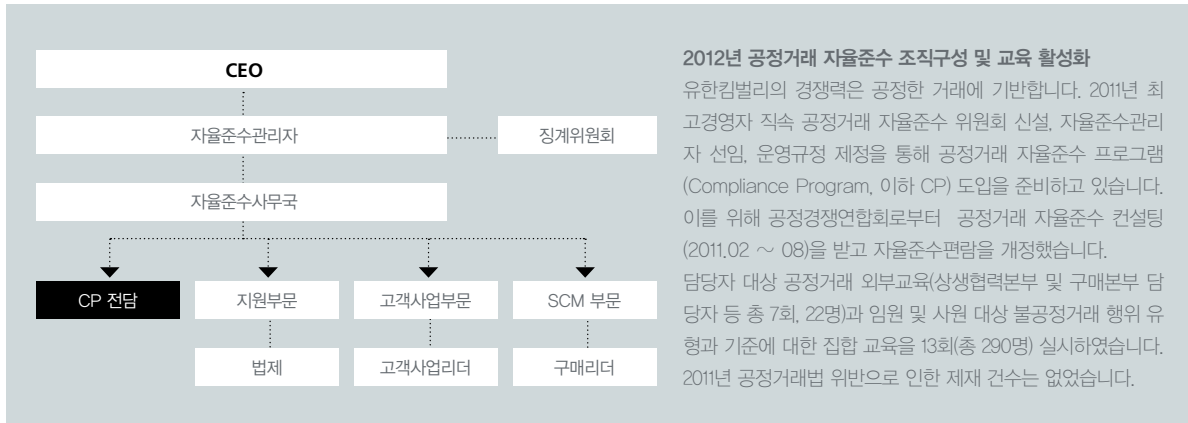 CEO
자율준수관리자
징계위원회
자율준수사무국
CP 전담
지원부문
고객사업부문
SCM 부문
법제
고객사업리더
구매리더
2012년 공정거래 자율준수 조직구성 및 교육 활성화
유한킴벌리의 경쟁력은 공정한 거래에 기반합니다. 2011년 최
고경영자 직속 공정거래 자율준수 위원회 신설, 자율준수관리
자 선임, 운영규정 제정을 통해 공정거래 자율준수 프로그램
(Compliance Program, 이하 CP) 도입을 준비하고 있습니다.
이를 위해 공정경쟁연합회로부터 공정거래 자율준수 컨설팅
(2011.02 ~ 08)을 받고 자율준수편람을 개정했습니다.
담당자 대상 공정거래 외부교육(상생협력본부 및 구매본부 담
당자 등 총 7회, 22명)과 임원 및 사원 대상 불공정거래 행위 유
형과 기준에 대한 집합 교육을 13회(총 290명) 실시하였습니다.
2011년 공정거래법 위반으로 인한 제재 건수는 없었습니다.